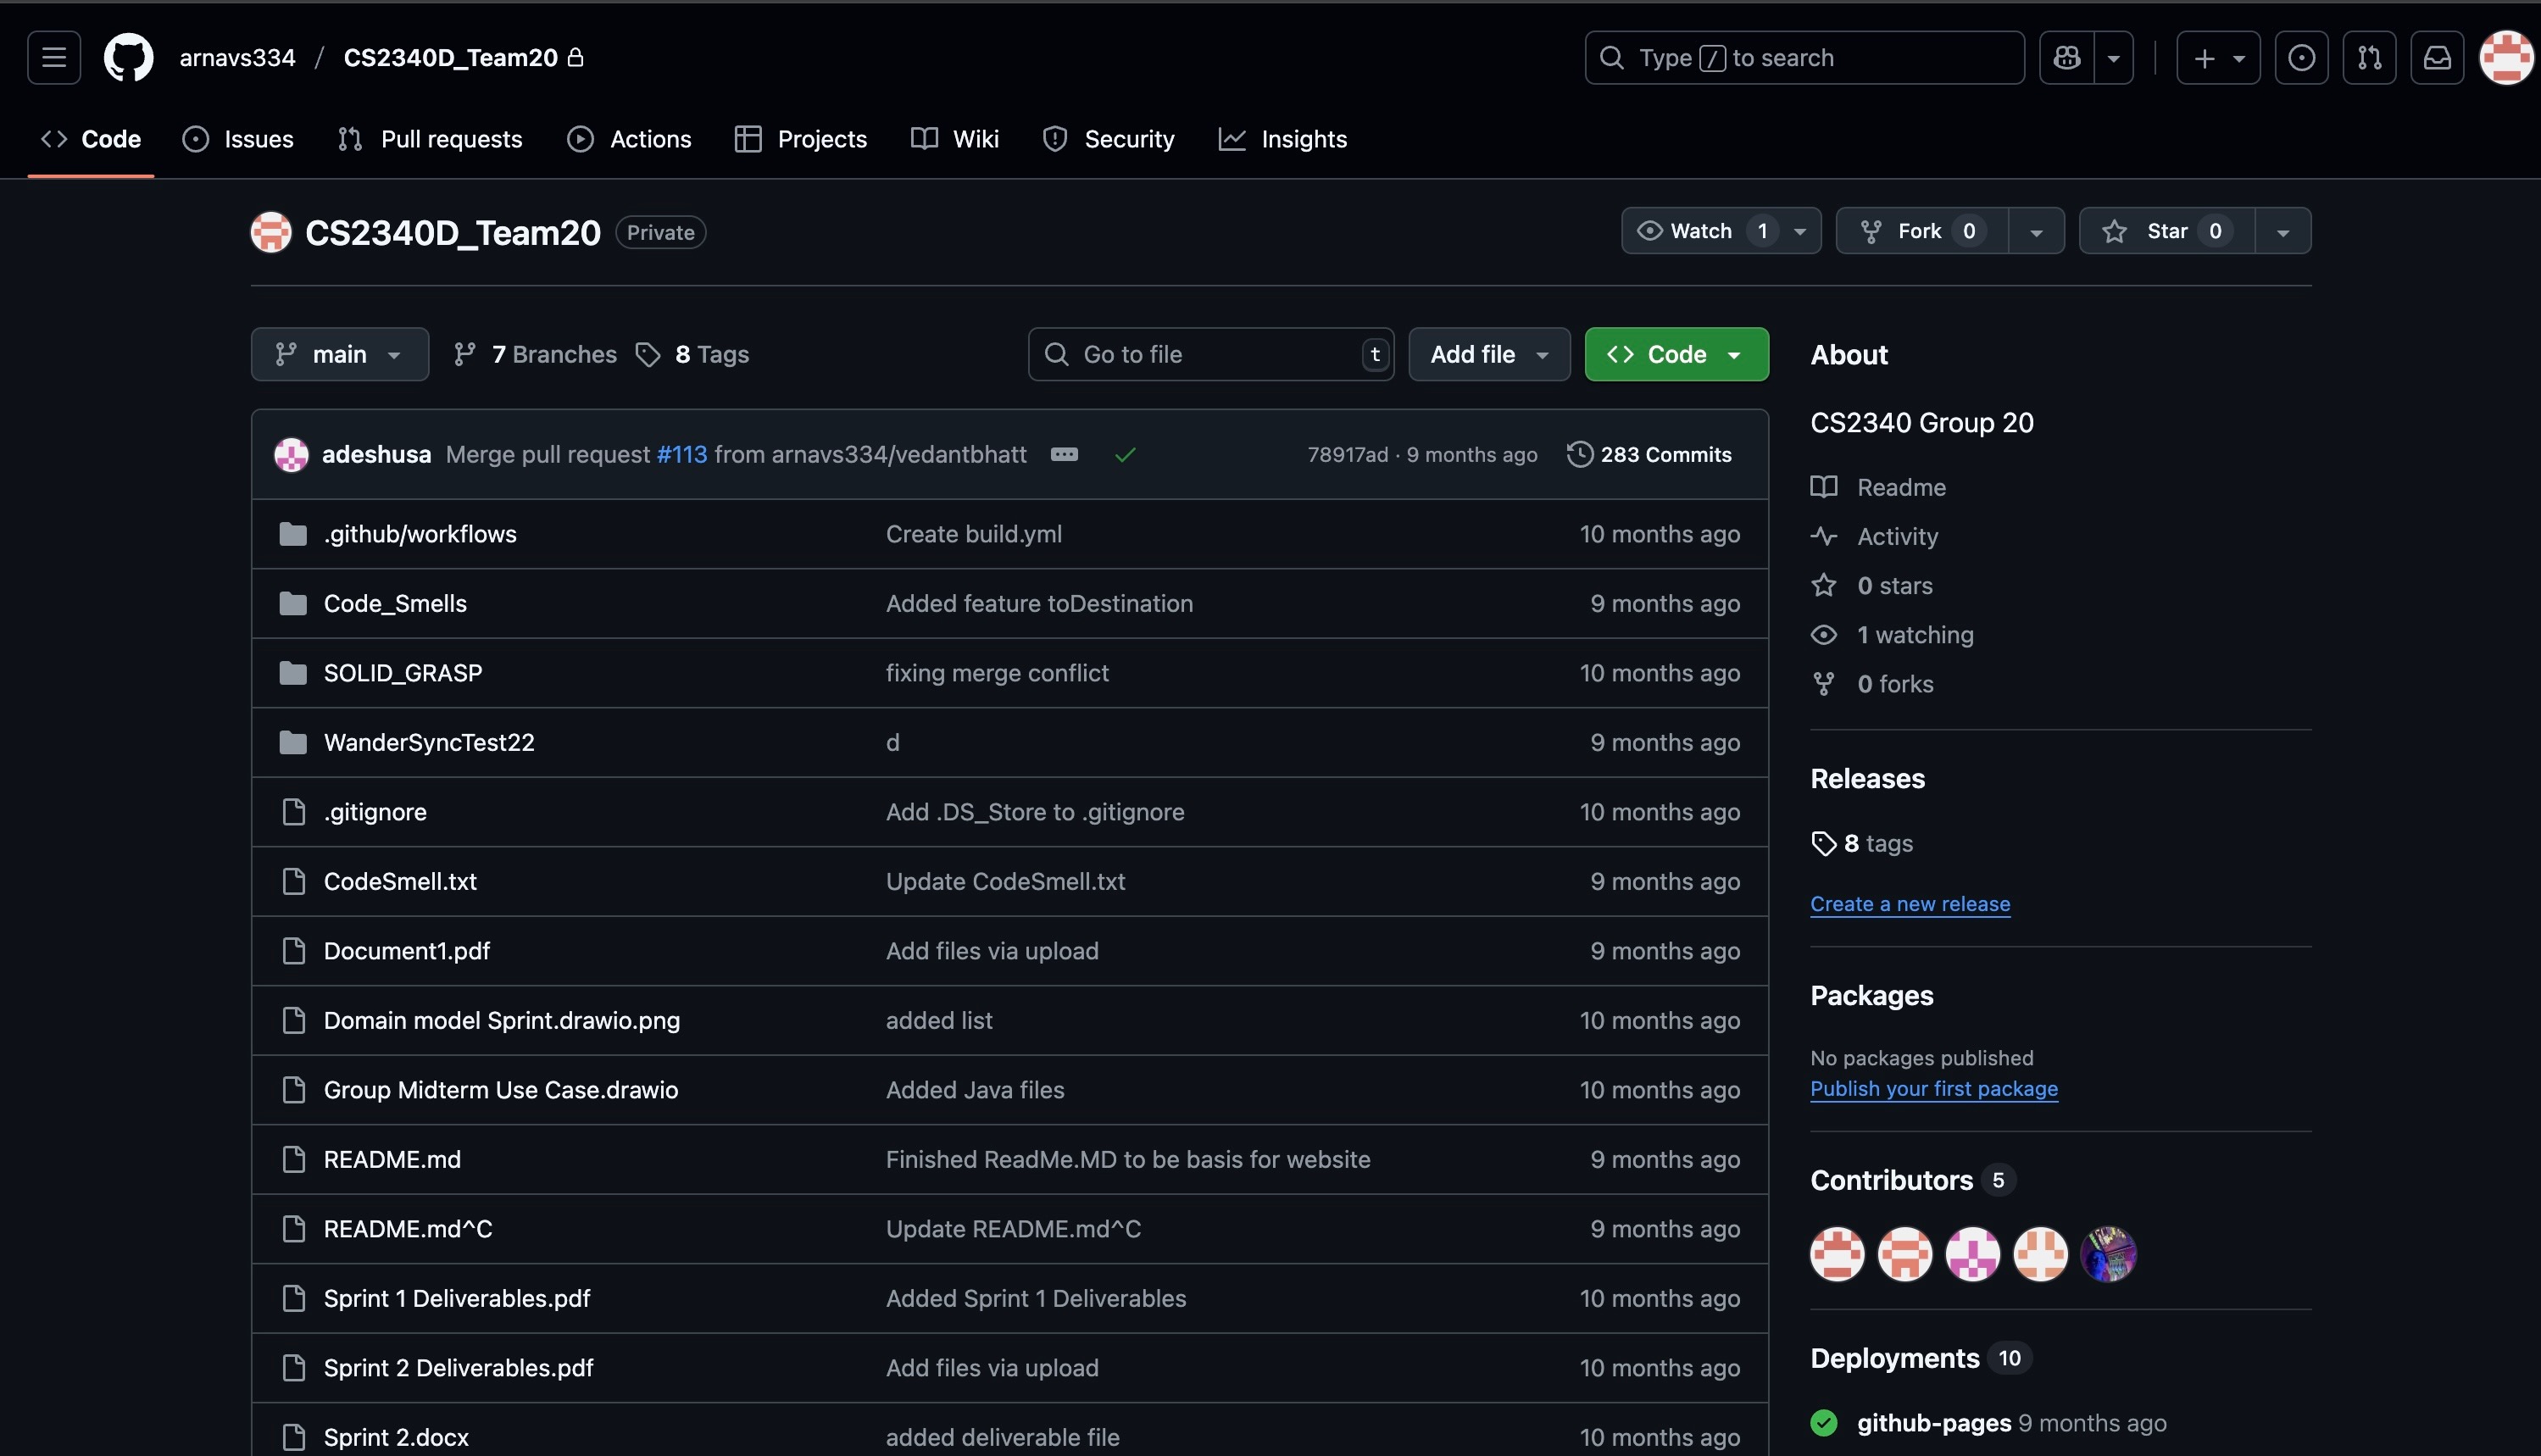 arnavs334 / CS2340D_Team20
Type / to search
Code Issues Pull requests Actions Projects Wiki Security Insights
CS2340D_Team20 Private
Watch 1 Fork 0 Star 0
main 7 Branches 8 Tags
Go to file t Add file Code
adeshusa Merge pull request #113 from arnavs334/vedantbhatt 78917ad · 9 months ago 283 Commits
.github/workflows Create build.yml 10 months ago
Code_Smells Added feature toDestination 9 months ago
SOLID_GRASP fixing merge conflict 10 months ago
WanderSyncTest22 d 9 months ago
.gitignore Add .DS_Store to .gitignore 10 months ago
CodeSmell.txt Update CodeSmell.txt 9 months ago
Document1.pdf Add files via upload 9 months ago
Domain model Sprint.drawio.png added list 10 months ago
Group Midterm Use Case.drawio Added Java files 10 months ago
README.md Finished ReadMe.MD to be basis for website 9 months ago
README.md^C Update README.md^C 9 months ago
Sprint 1 Deliverables.pdf Added Sprint 1 Deliverables 10 months ago
Sprint 2 Deliverables.pdf Add files via upload 10 months ago
Sprint 2.docx added deliverable file 10 months ago
About
CS2340 Group 20
Readme
Activity
0 stars
1 watching
0 forks
Releases
8 tags
Create a new release
Packages
No packages published
Publish your first package
Contributors 5
Deployments 10
github-pages 9 months ago